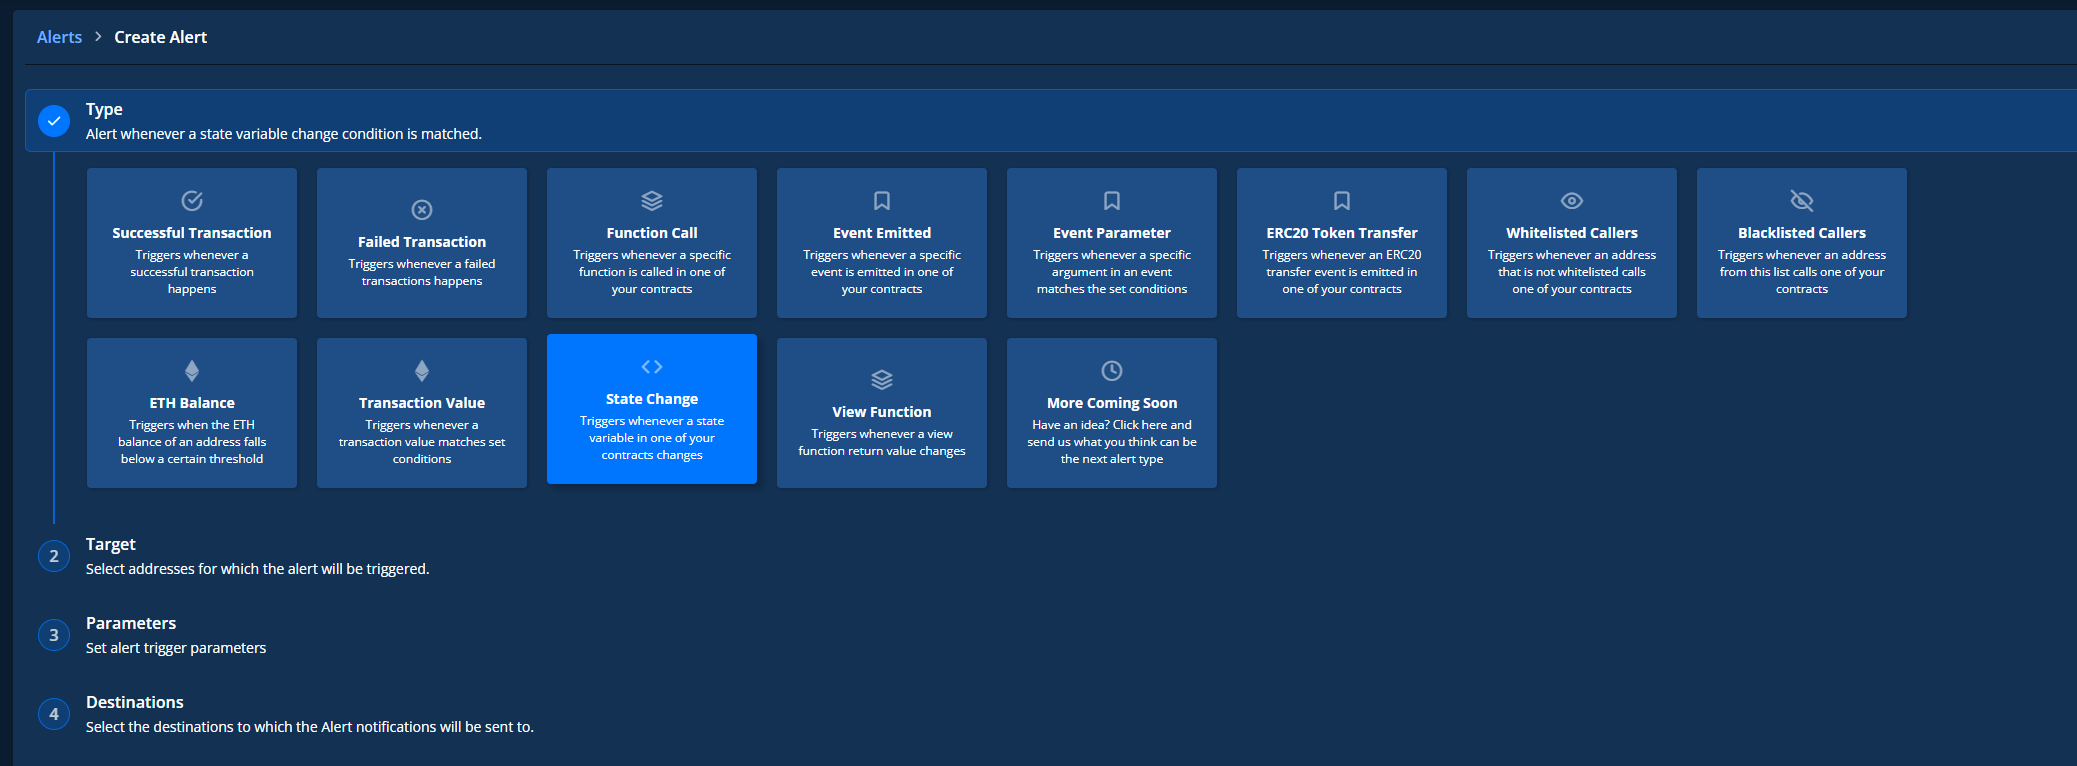 Alerts > Create Alert
Type
Alert whenever a state variable change condition is matched.
Successful Transaction
Triggers whenever a
successful transaction
happens
Failed Transaction
Triggers whenever a failed
transactions happens
Function Call
Triggers whenever a specific
function is called in one of
your contracts
Event Emitted
Triggers whenever a specific
event is emitted in one of
your contracts
Event Parameter
Triggers whenever a specific
argument in an event
matches the set conditions
ERC20 Token Transfer
Triggers whenever an ERC20
transfer event is emitted in
one of your contracts
Whitelisted Callers
Triggers whenever an address
that is not whitelisted calls
one of your contracts
Blacklisted Callers
Triggers whenever an address
from this list calls one of your
contracts
ETH Balance
Triggers when the ETH
balance of an address falls
below a certain threshold
Transaction Value
Triggers whenever a
transaction value matches set
conditions
State Change
Triggers whenever a state
variable in one of your
contracts changes
View Function
Triggers whenever a view
function return value changes
More Coming Soon
Have an idea? Click here and
send us what you think can be
the next alert type
2
Target
Select addresses for which the alert will be triggered.
3
Parameters
Set alert trigger parameters
4
Destinations
Select the destinations to which the Alert notifications will be sent to.